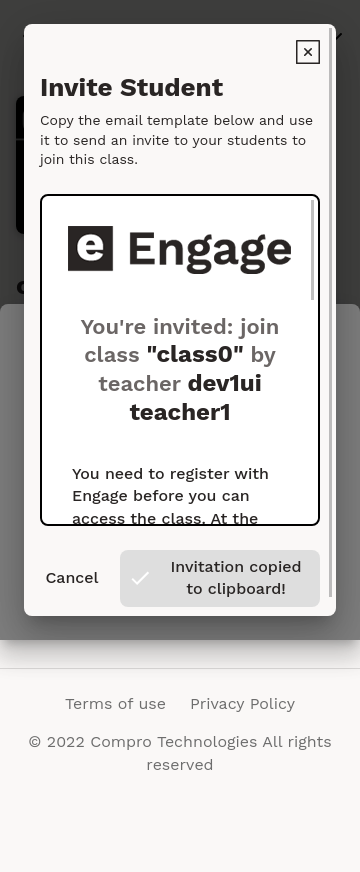 Invite Student
Copy the email template below and use
it to send an invite to your students to
join this class.
e Engage
You're invited: join
class "class0" by
teacher dev1ui
teacher1
You need to register with
Engage before you can
access the class. At the
Cancel
Invitation copied
to clipboard!
Terms of use Privacy Policy
© 2022 Compro Technologies All rights
reserved